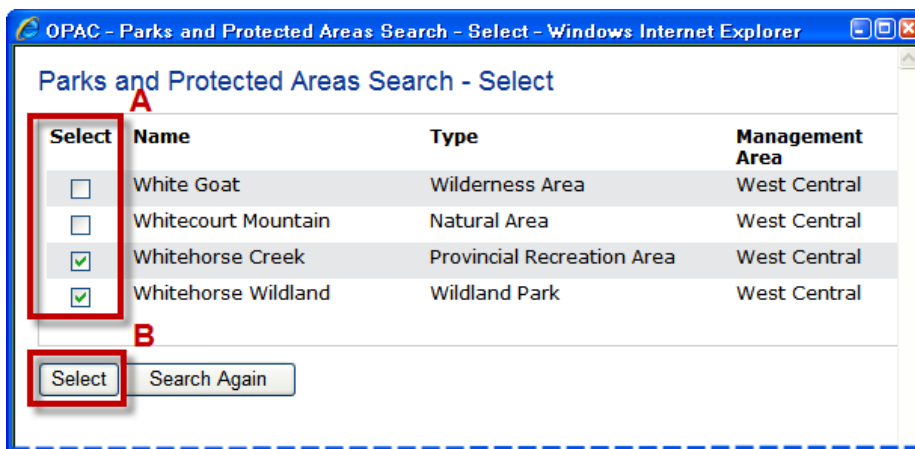 OPAC - Parks and Protected Areas Search - Select - Windows Internet Explorer
Parks and Protected Areas Search - Select
A
Select Name Type Management Area
White Goat Wilderness Area West Central
Whitecourt Mountain Natural Area West Central
Whitehorse Creek Provincial Recreation Area West Central
Whitehorse Wildland Wildland Park West Central
B
Select Search Again